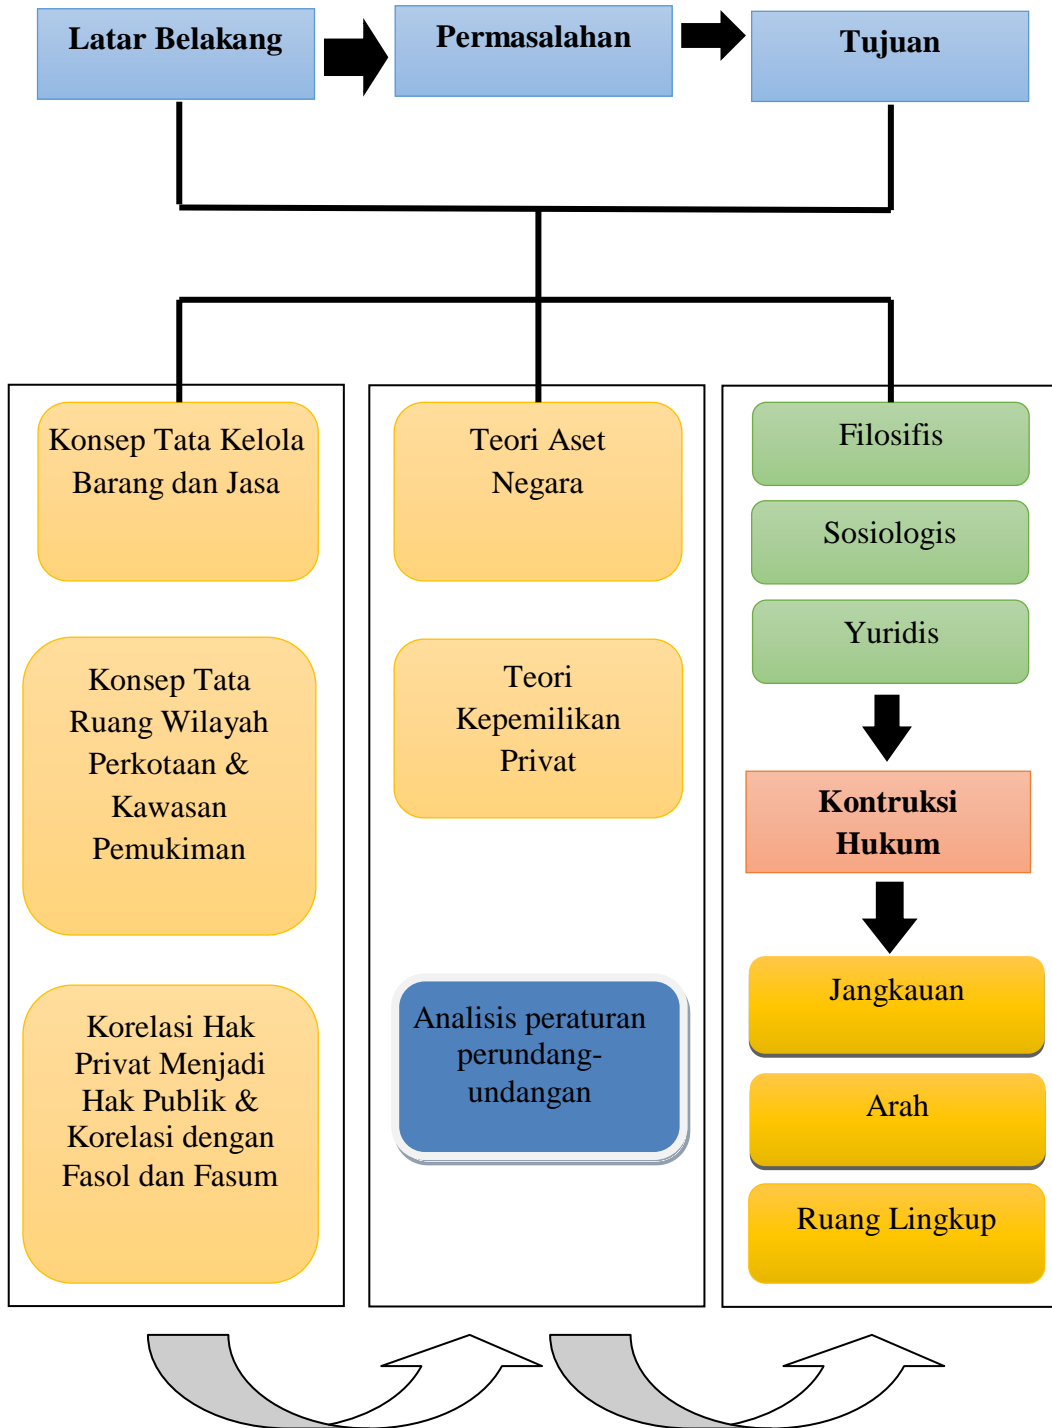 Latar Belakang
Permasalahan
Tujuan
Konsep Tata Kelola
Barang dan Jasa
Konsep Tata
Ruang Wilayah
Perkotaan &
Kawasan
Pemukiman
Korelasi Hak
Privat Menjadi
Hak Publik &
Korelasi dengan
Fasol dan Fasum
Teori Aset
Negara
Teori
Kepemilikan
Privat
Analisis peraturan
perundang-
undangan
Filosifis
Sosiologis
Yuridis
Kontruksi
Hukum
Jangkauan
Arah
Ruang Lingkup